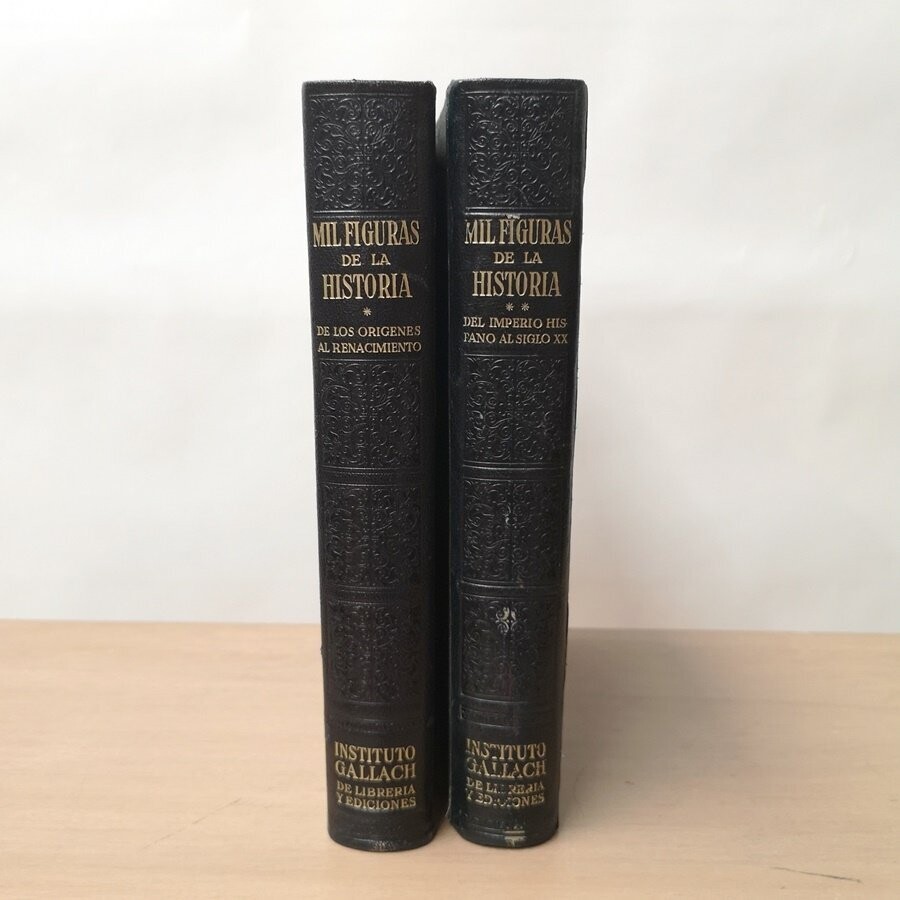 MIL FIGURAS
DE LA
HISTORIA
*
DE LOS ORIGENES
AL RENACIMIENTO
INSTITUTO
GALLACH
DE LIBRERIA
Y EDICIONES
MIL FIGURAS
DE LA
HISTORIA
**
DEL IMPERIO HIS-
PANO AL SIGLO XX
INSTITUTO
GALLACH
DE LIBRERIA
Y EDICIONES